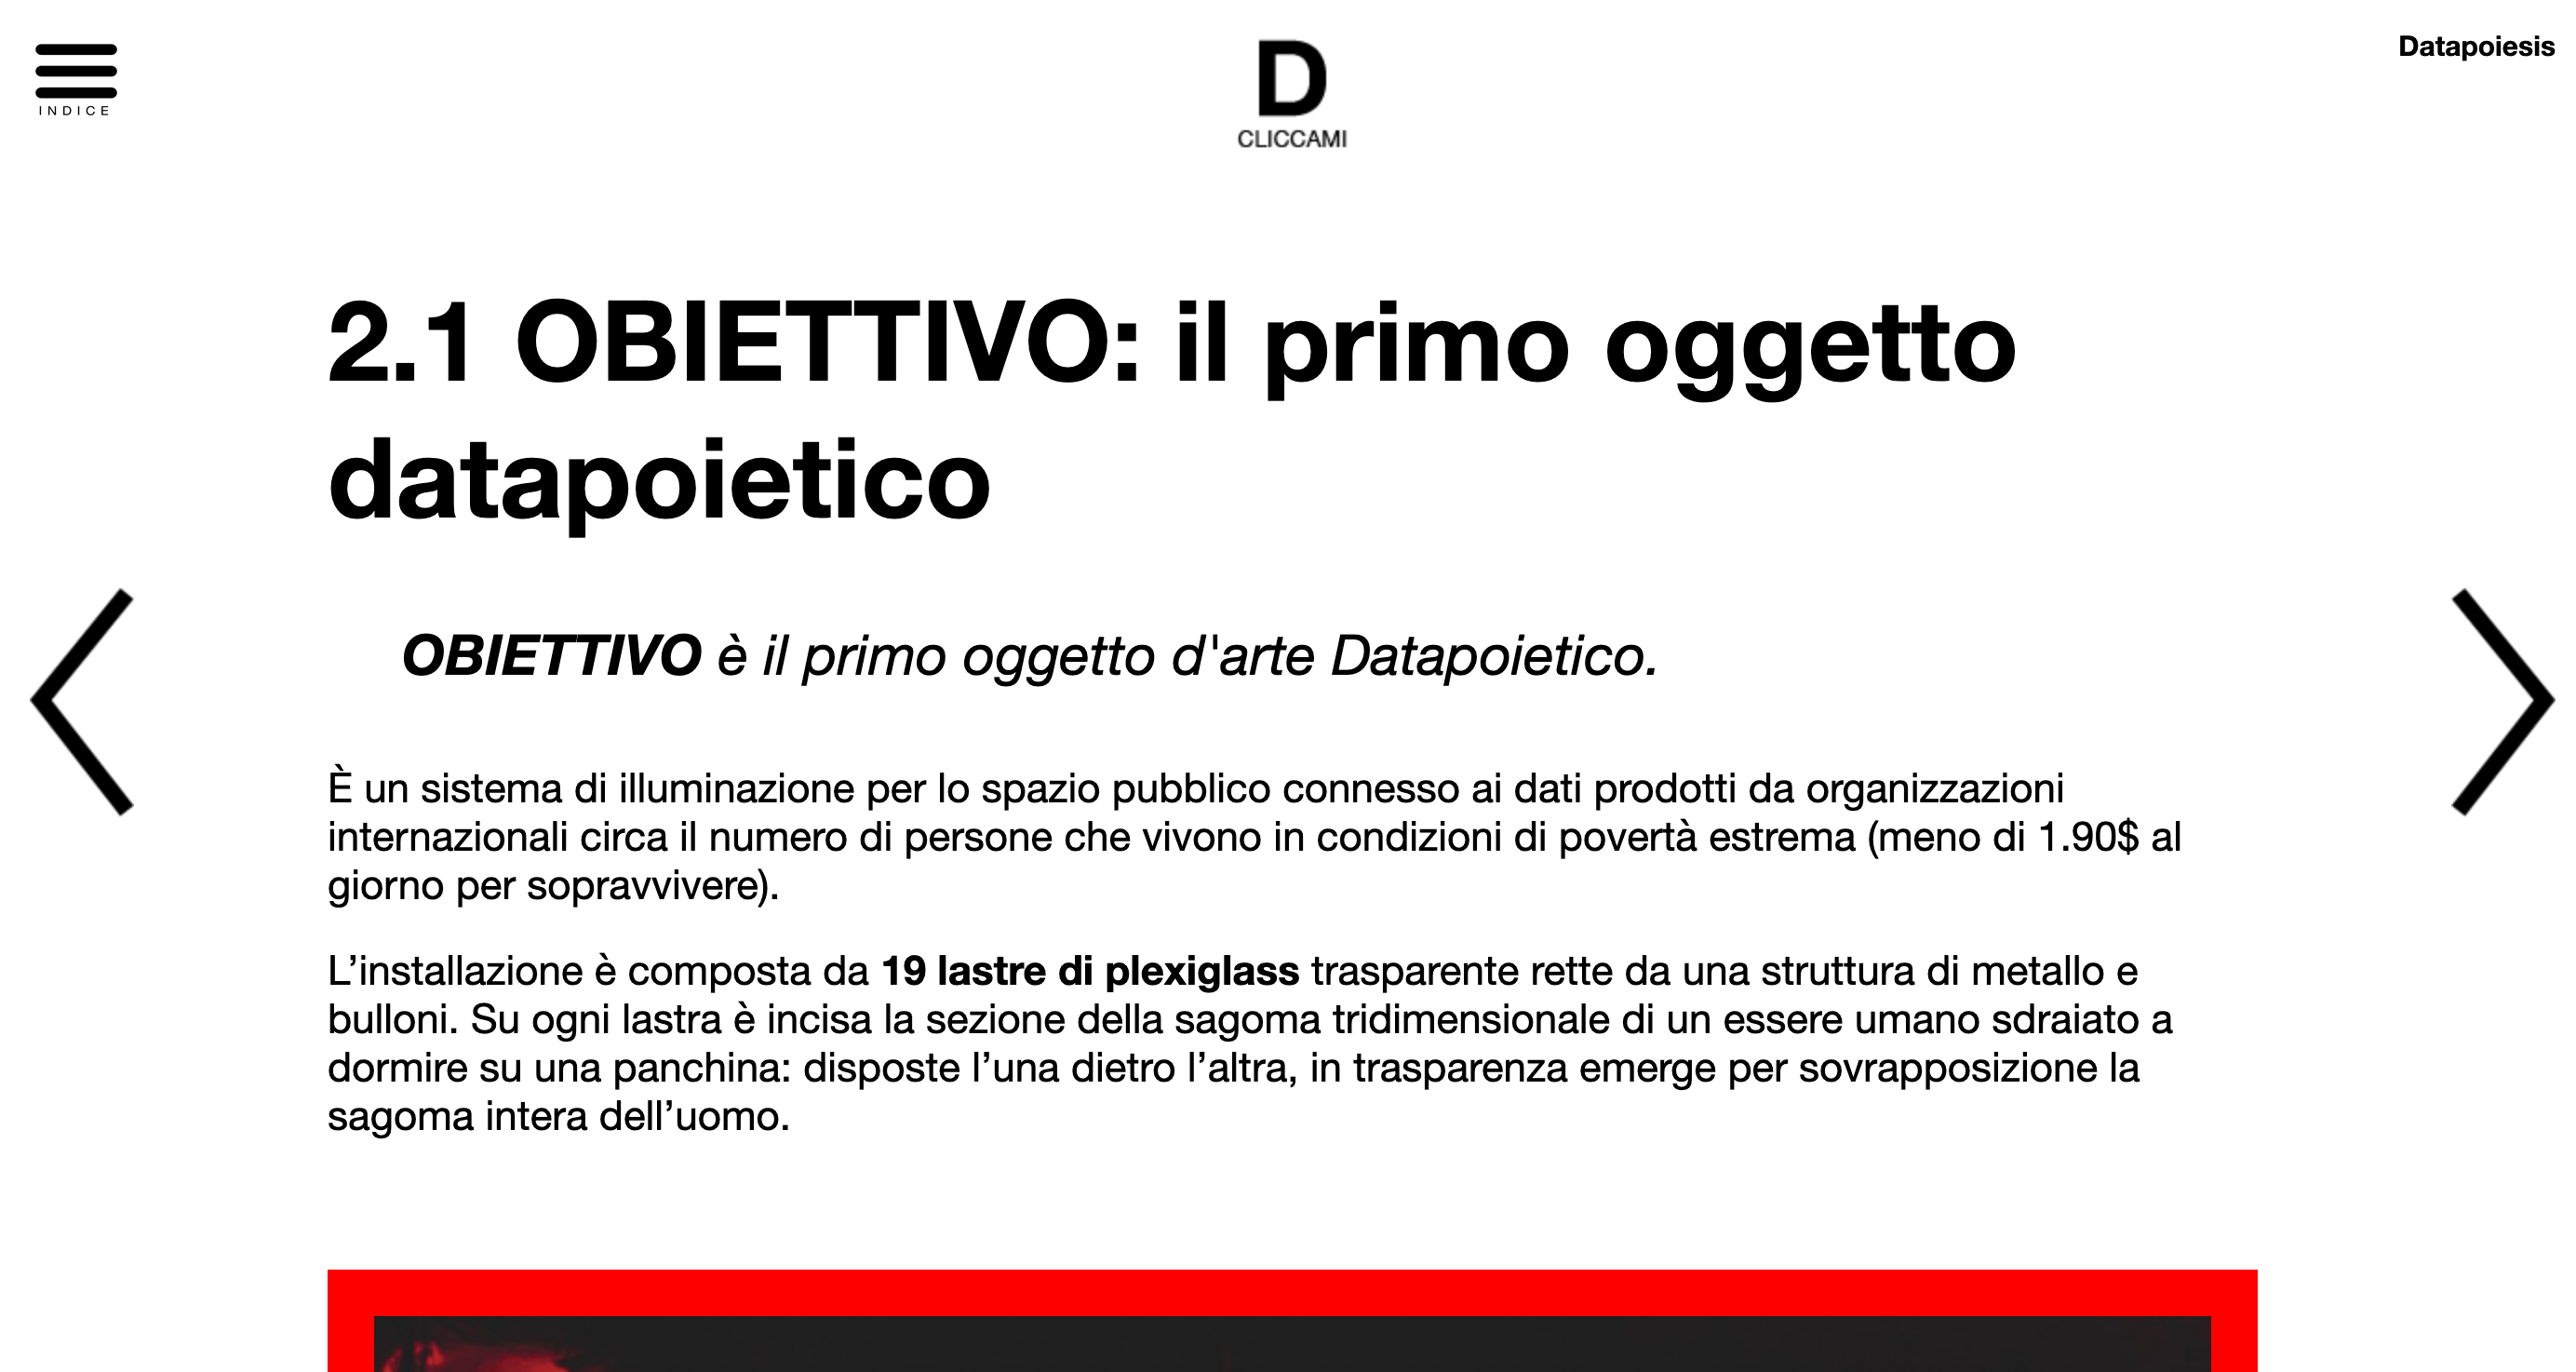 INDICE
D
CLICCAMI
Datapoiesis
2.1 OBIETTIVO: il primo oggetto
datapoietico
OBIETTIVO è il primo oggetto d'arte Datapoietico.
È un sistema di illuminazione per lo spazio pubblico connesso ai dati prodotti da organizzazioni
internazionali circa il numero di persone che vivono in condizioni di povertà estrema (meno di 1.90$ al
giorno per sopravvivere).
L’installazione è composta da 19 lastre di plexiglass trasparente rette da una struttura di metallo e
bulloni. Su ogni lastra è incisa la sezione della sagoma tridimensionale di un essere umano sdraiato a
dormire su una panchina: disposte l’una dietro l’altra, in trasparenza emerge per sovrapposizione la
sagoma intera dell’uomo.